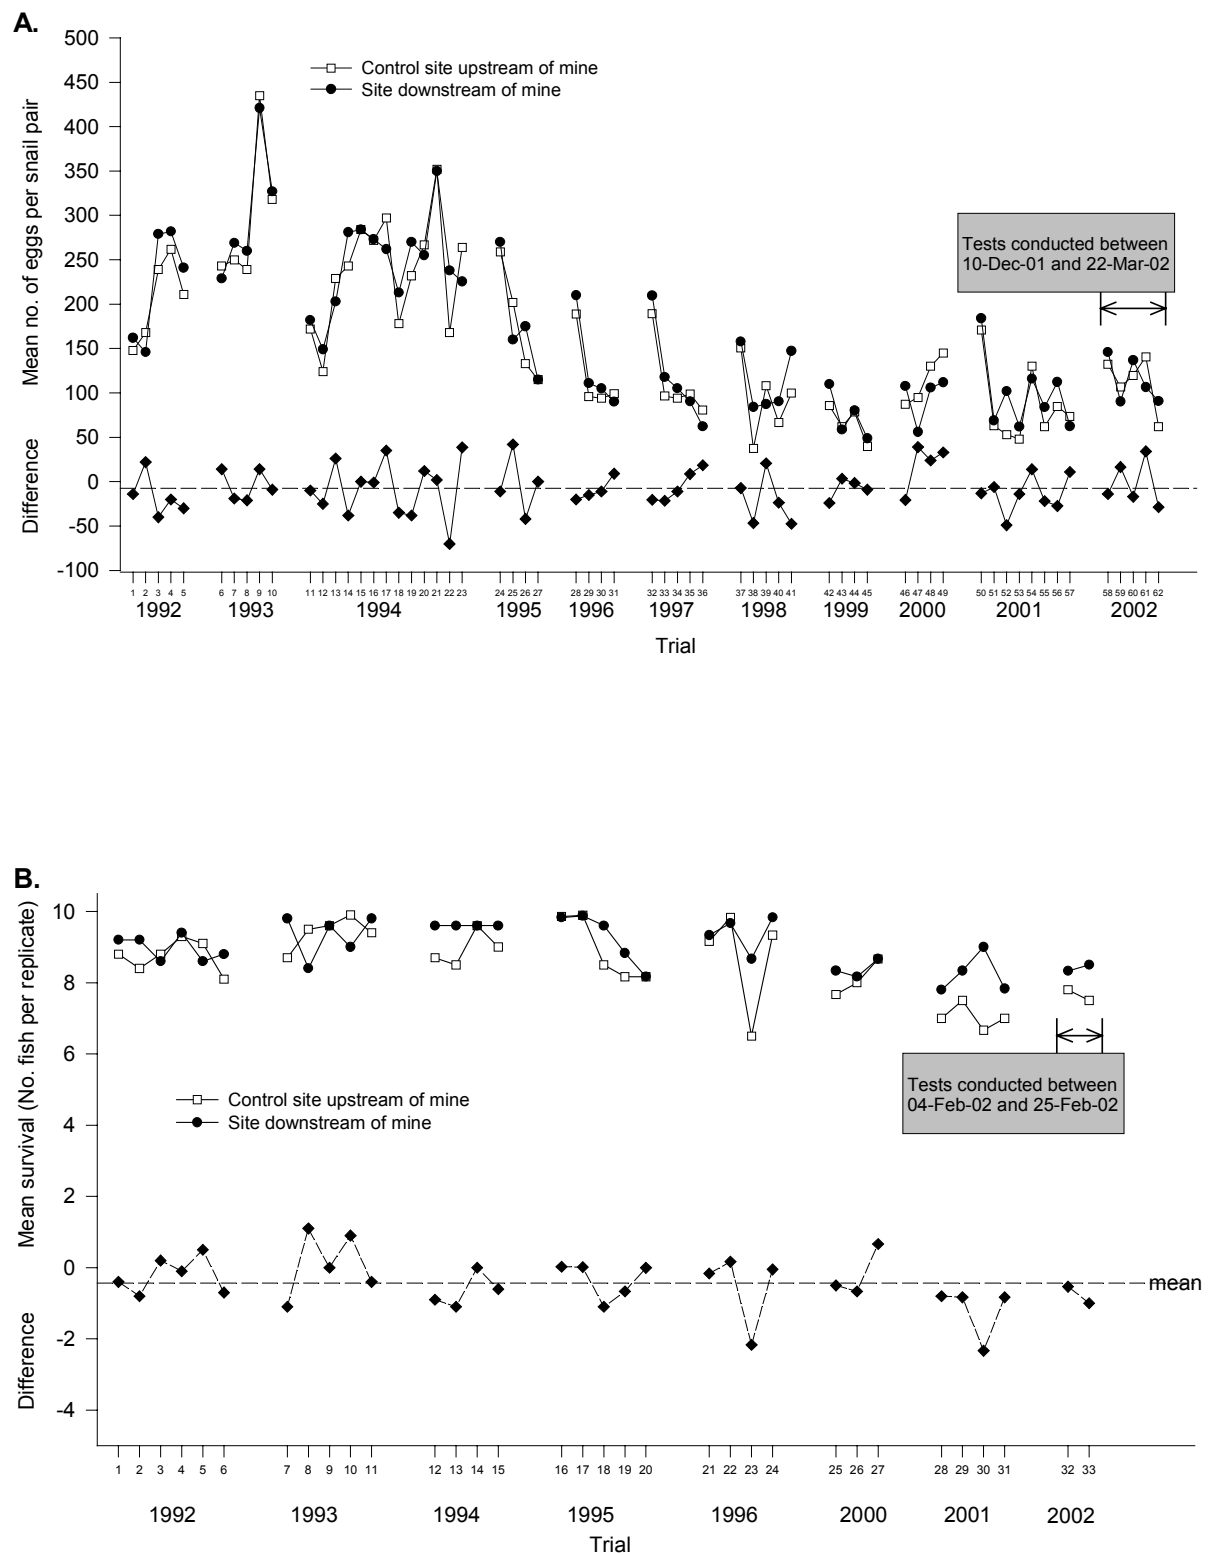 A.
500
450
400
350
300
250
200
150
100
50
0
-50
-100
Mean no. of eggs per snail pair
Difference
Control site upstream of mine
Site downstream of mine
Tests conducted between
10-Dec-01 and 22-Mar-02
1 2 3 4 5 6 7 8 9 10 11 12 13 14 15 16 17 18 19 20 21 22 23 24 25 26 27 28 29 30 31 32 33 34 35 36 37 38 39 40 41 42 43 44 45 46 47 48 49 50 51 52 53 54 55 56 57 58 59 60 61 62
1992 1993 1994 1995 1996 1997 1998 1999 2000 2001 2002
Trial
B.
10
8
6
4
2
0
-2
-4
Mean survival (No. fish per replicate)
Difference
Control site upstream of mine
Site downstream of mine
Tests conducted between
04-Feb-02 and 25-Feb-02
mean
1 2 3 4 5 6 7 8 9 10 11 12 13 14 15 16 17 18 19 20 21 22 23 24 25 26 27 28 29 30 31 32 33
1992 1993 1994 1995 1996 2000 2001 2002
Trial